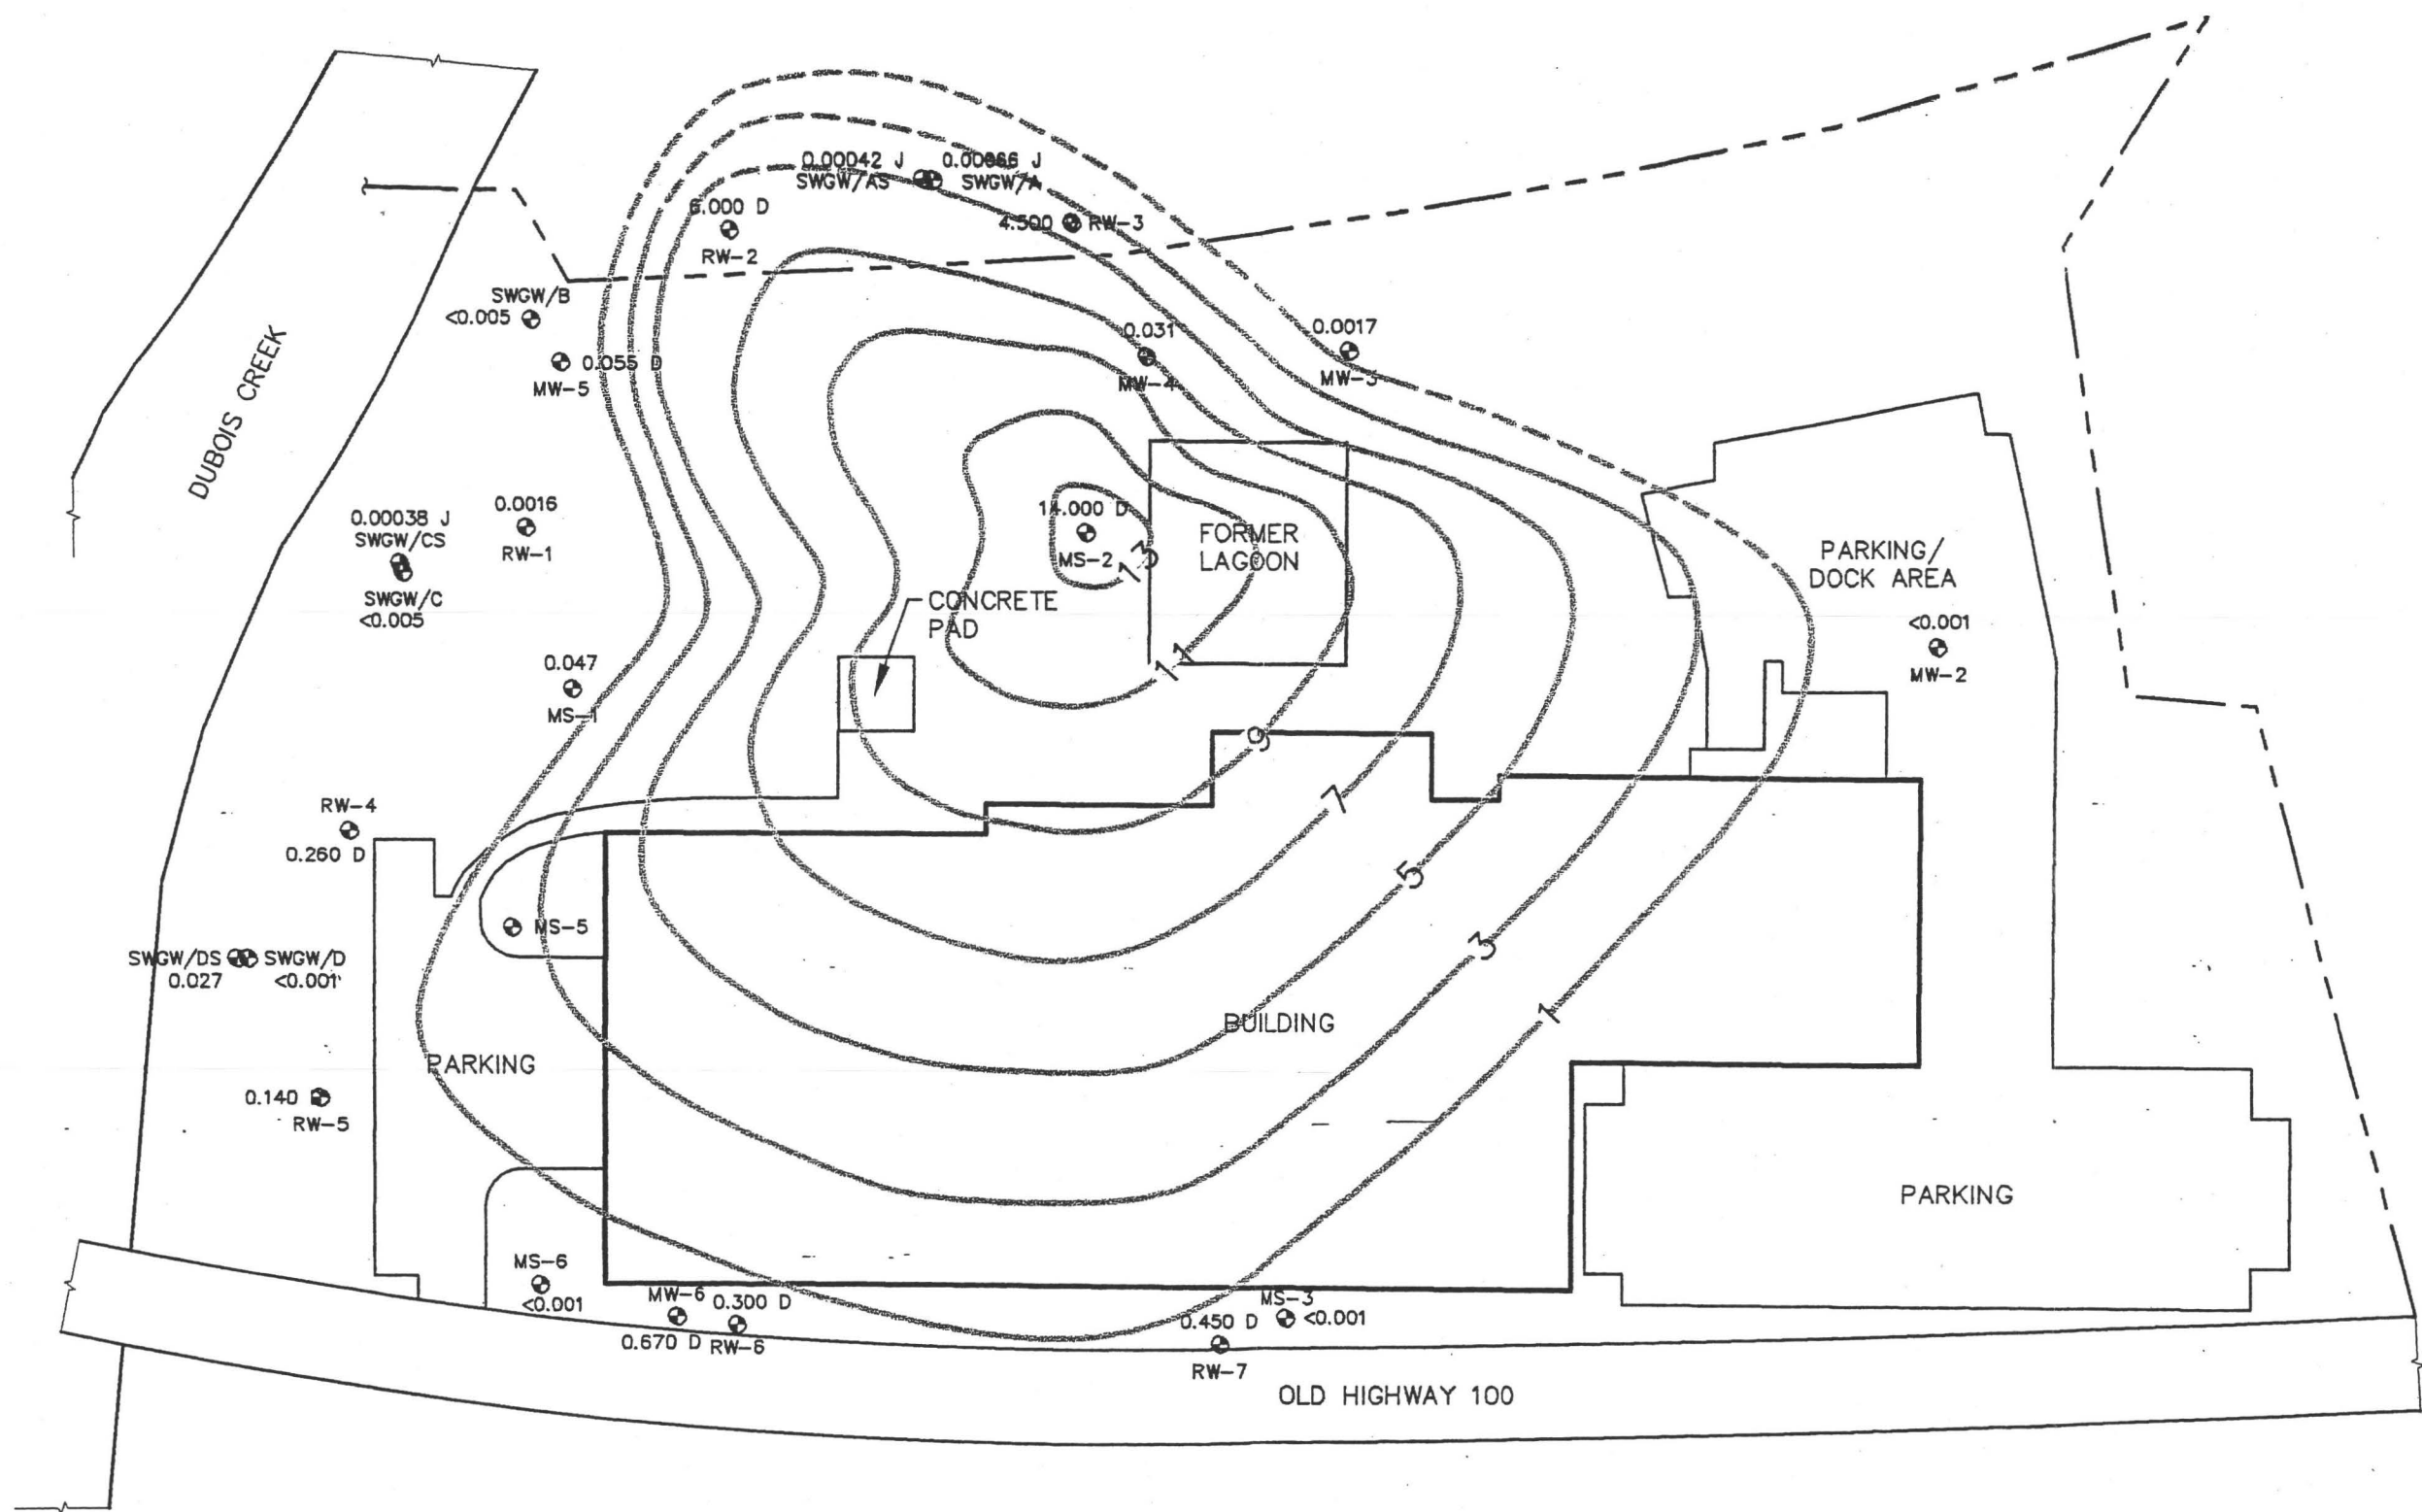 0.00042 J
SWGW/AS
0.00066 J
SWGW/A
6.000 D
RW-2
4.500
RW-3
SWGW/B
<0.005
0.055 D
MW-5
0.031
MW-4
0.0017
MW-3
DUBOIS CREEK
0.00038 J
SWGW/CS
SWGW/C
<0.005
0.0016
RW-1
14.000 D
MS-2
13
FORMER
LAGOON
PARKING/
DOCK AREA
<0.001
MW-2
CONCRETE
PAD
0.047
MS-1
11
9
7
5
3
1
RW-4
0.260 D
MS-5
SWGW/DS
0.027
SWGW/D
<0.001
BUILDING
PARKING
0.140
RW-5
PARKING
MS-6
<0.001
MW-6
0.670 D
0.300 D
RW-6
MS-3
<0.001
0.450 D
RW-7
OLD HIGHWAY 100